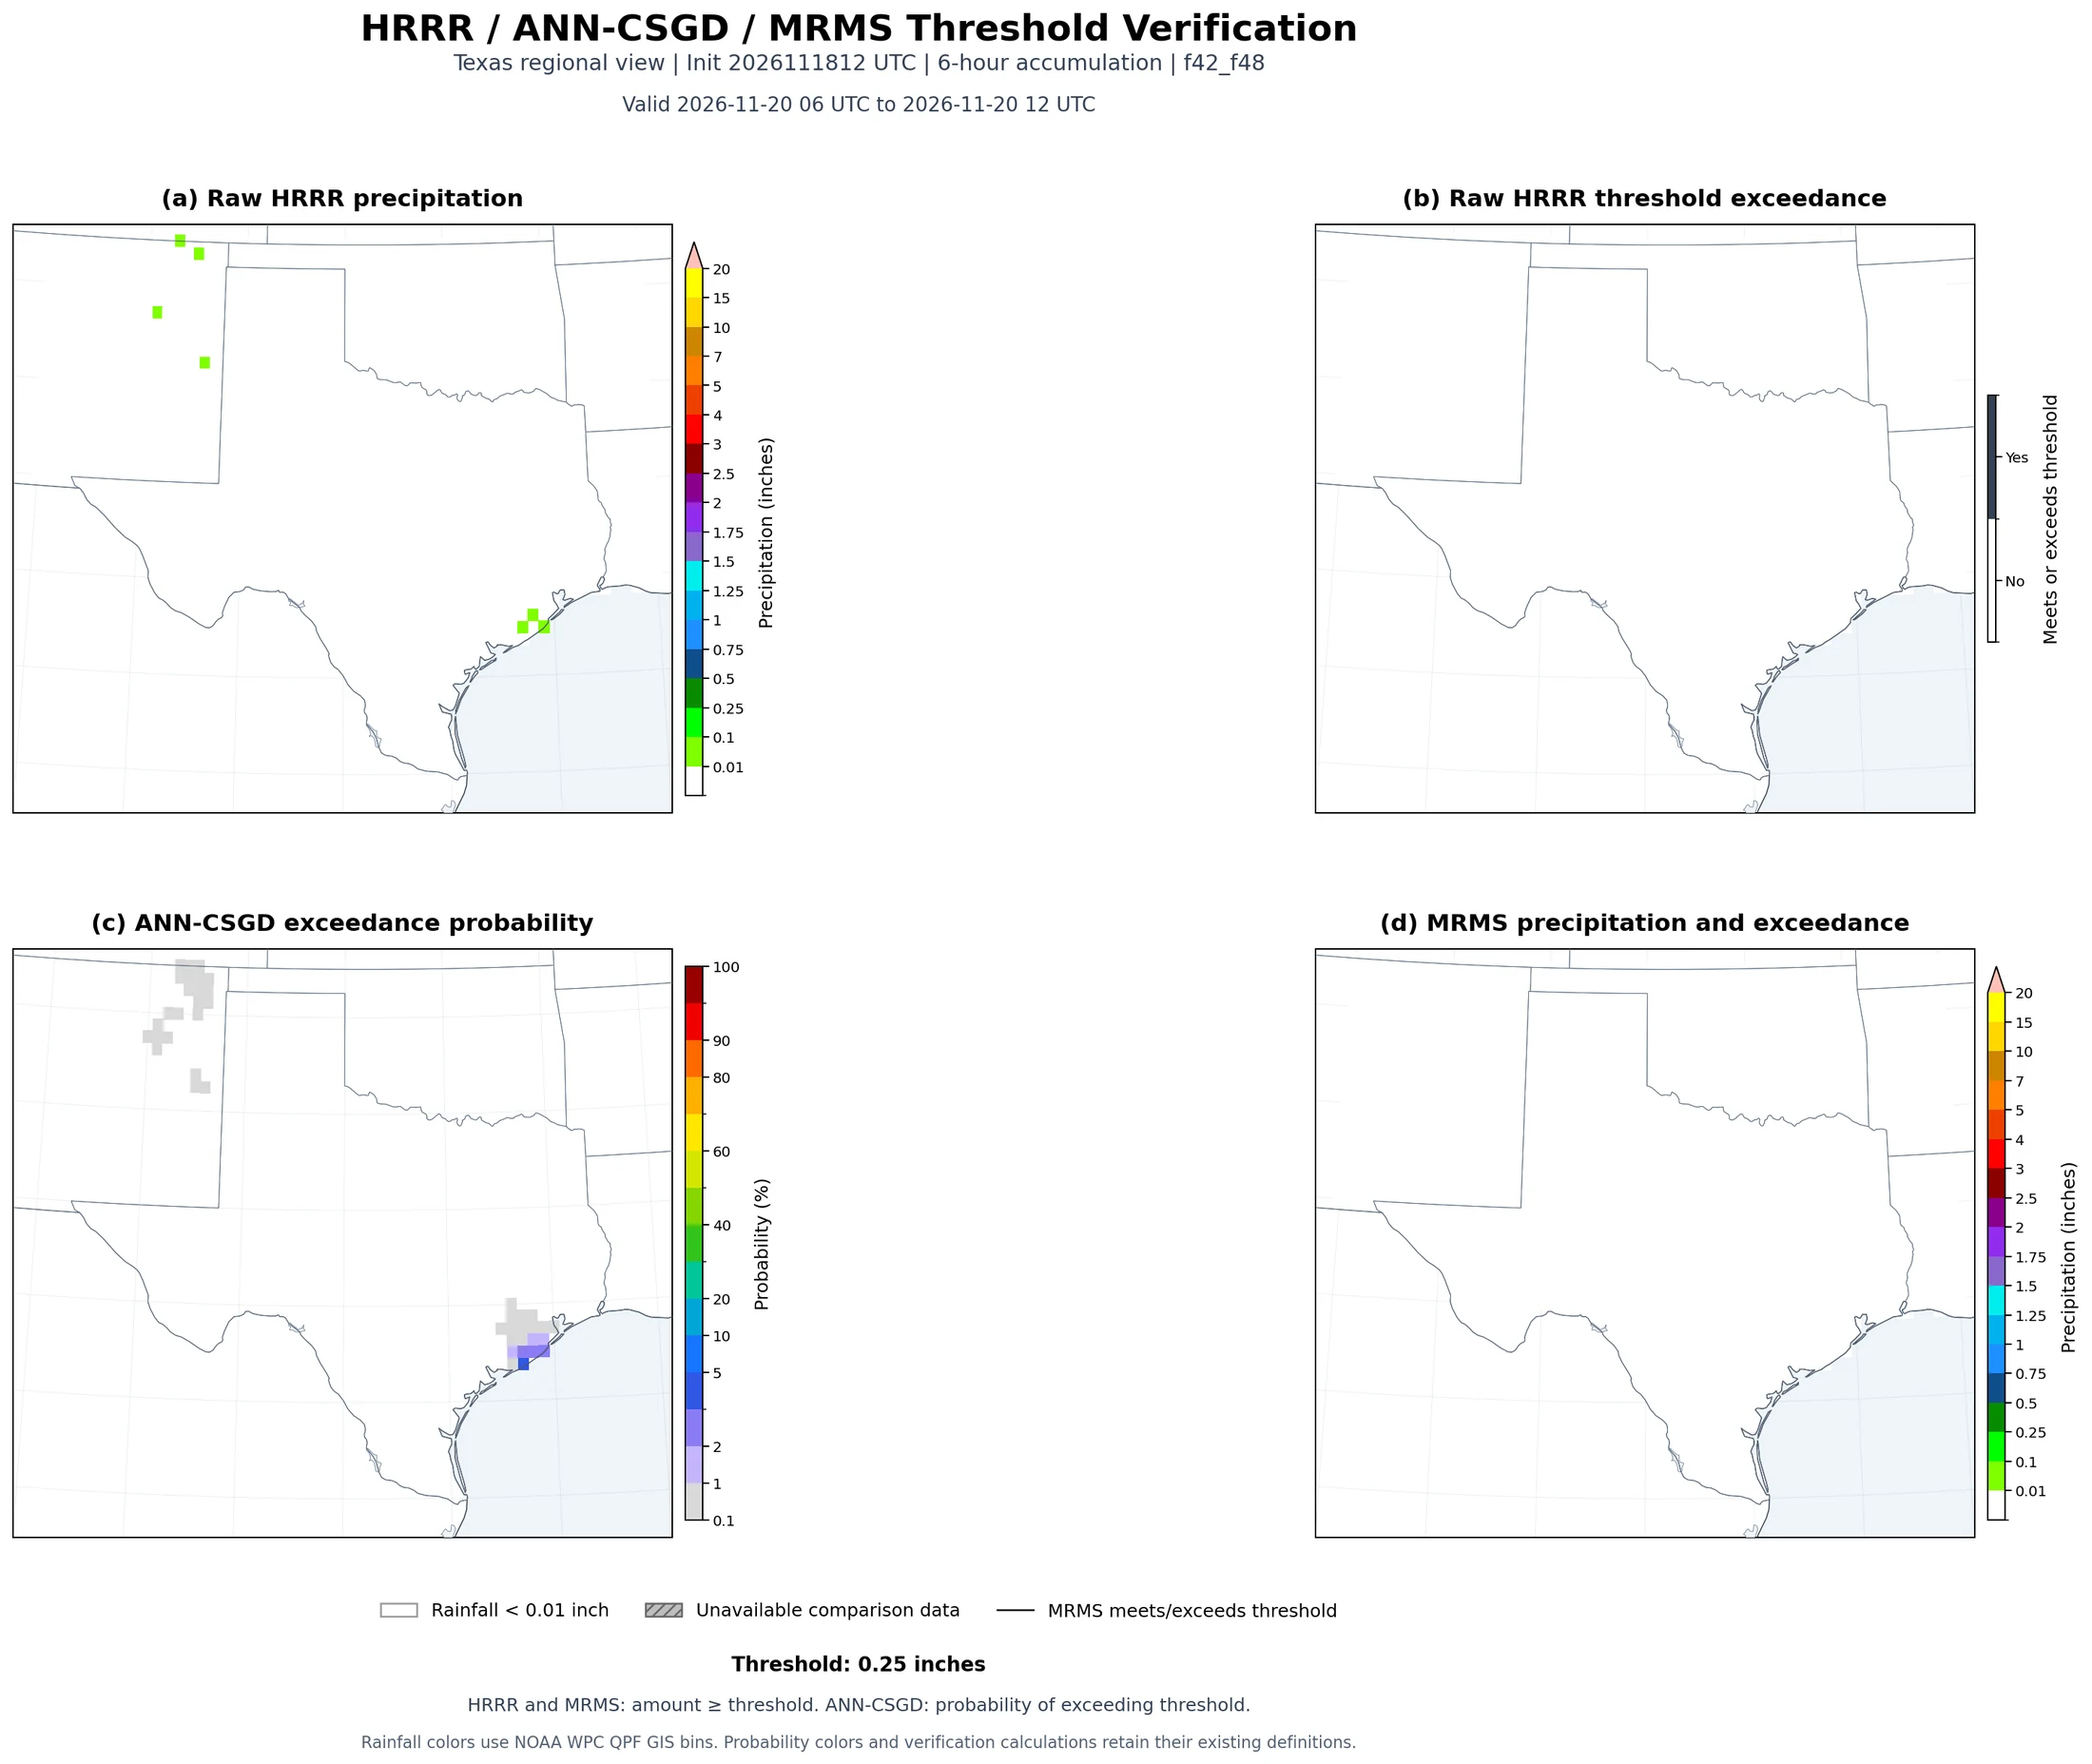 HRRR / ANN-CSGD / MRMS Threshold Verification
Texas regional view | Init 2026111812 UTC | 6-hour accumulation | f42_f48
Valid 2026-11-20 06 UTC to 2026-11-20 12 UTC
(a) Raw HRRR precipitation
20
15
10
7
5
4
3
2.5
2
1.75
1.5
1.25
1
0.75
0.5
0.25
0.1
0.01
Precipitation (inches)
(b) Raw HRRR threshold exceedance
Yes
No
Meets or exceeds threshold
(c) ANN-CSGD exceedance probability
100
90
80
60
40
20
10
5
2
1
0.1
Probability (%)
(d) MRMS precipitation and exceedance
20
15
10
7
5
4
3
2.5
2
1.75
1.5
1.25
1
0.75
0.5
0.25
0.1
0.01
Precipitation (inches)
Rainfall < 0.01 inch
Unavailable comparison data
MRMS meets/exceeds threshold
Threshold: 0.25 inches
HRRR and MRMS: amount ≥ threshold. ANN-CSGD: probability of exceeding threshold.
Rainfall colors use NOAA WPC QPF GIS bins. Probability colors and verification calculations retain their existing definitions.